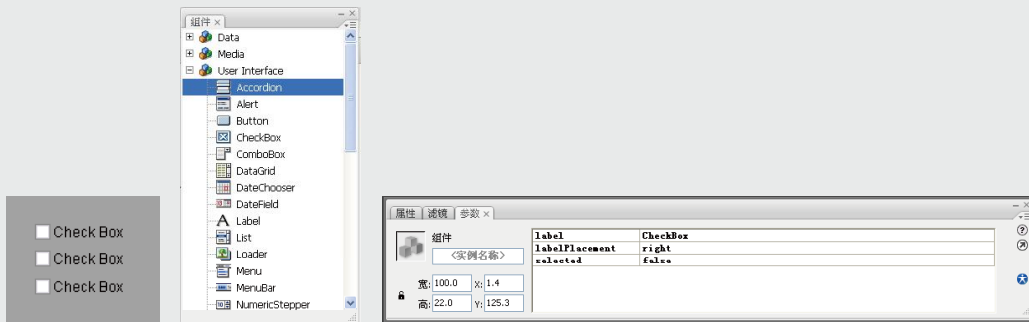 Check Box
Check Box
Check Box
组件 ×
Data
Media
User Interface
Accordion
Alert
Button
CheckBox
ComboBox
DataGrid
DateChooser
DateField
Label
List
Loader
Menu
MenuBar
NumericStepper
属性 滤镜 参数 ×
组件
<实例名称>
宽: 100.0 X: 1.4
高: 22.0 Y: 125.3
label CheckBox
labelPlacement right
selected false